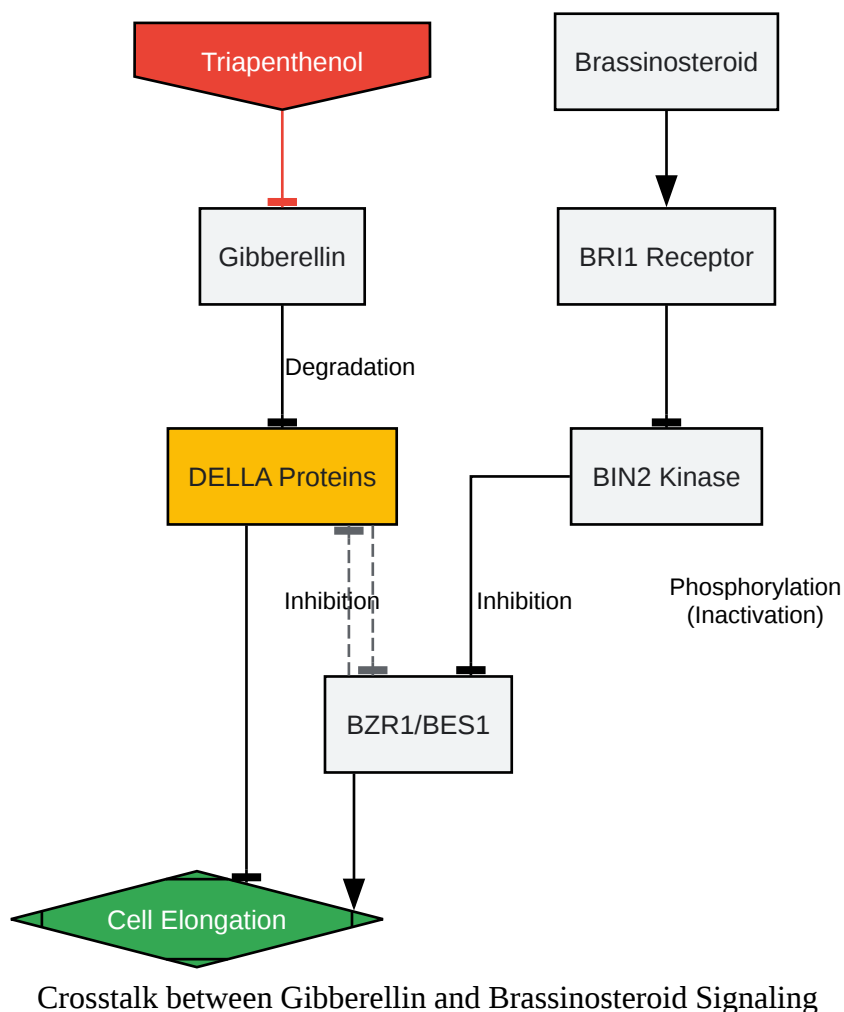 Triapenthenol
Brassinosteroid
Gibberellin
BRI1 Receptor
Degradation
DELLA Proteins
BIN2 Kinase
Inhibition
Inhibition
Phosphorylation
(Inactivation)
BZR1/BES1
Cell Elongation
Crosstalk between Gibberellin and Brassinosteroid Signaling